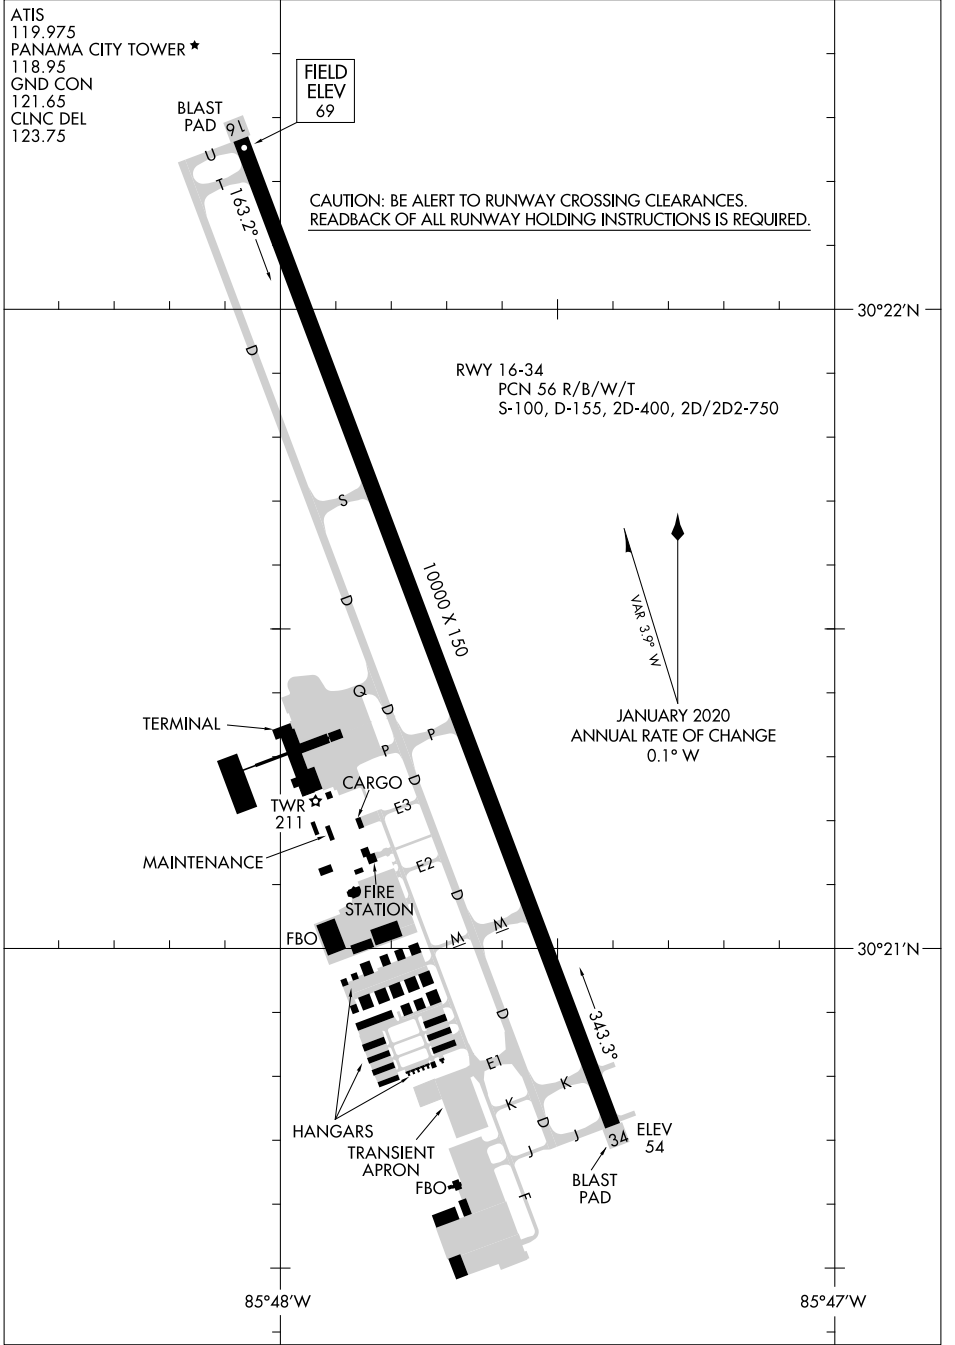 ATIS
119.975
PANAMA CITY TOWER ★
118.95
GND CON
121.65
CLNC DEL
123.75
FIELD
ELEV
69
BLAST
PAD
16
U
T
163.2°
CAUTION: BE ALERT TO RUNWAY CROSSING CLEARANCES.
READBACK OF ALL RUNWAY HOLDING INSTRUCTIONS IS REQUIRED.
30°22'N
D
RWY 16-34
PCN 56 R/B/W/T
S-100, D-155, 2D-400, 2D/2D2-750
S
10000 X 150
D
VAR 3.9° W
JANUARY 2020
ANNUAL RATE OF CHANGE
0.1° W
Q
D
P
P
TERMINAL
D
CARGO
TWR
211
E3
MAINTENANCE
E2
FIRE
STATION
D
M
M
FBO
30°21'N
D
343.3°
E1
K
K
HANGARS
D
J
J
34
ELEV
54
TRANSIENT
APRON
BLAST
PAD
FBO
F
85°48'W
85°47'W